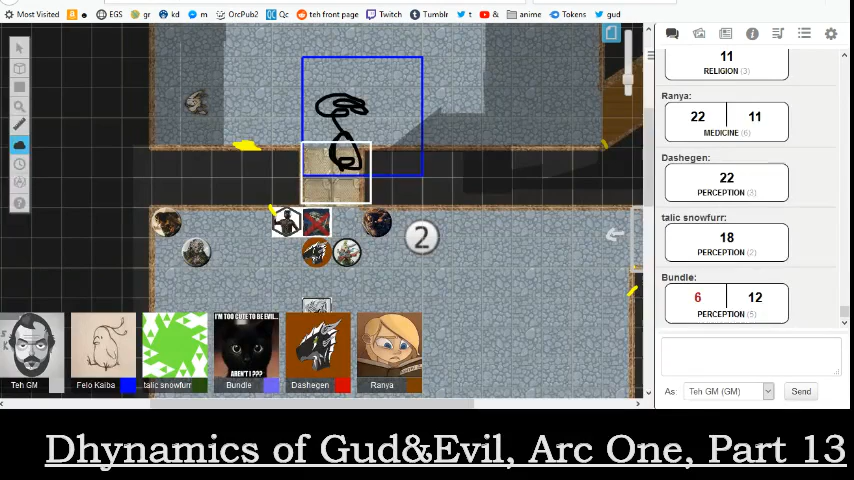 Most Visited a EGS gr kd m OrcPub2 Qc teh front page Twitch Tumblr t & anime Tokens gud
11
RELIGION (3)
Ranya:
22 11
MEDICINE (6)
Dashegen:
22
PERCEPTION (3)
talic snowfurr:
18
PERCEPTION (2)
Bundle:
6 12
PERCEPTION (5)
2
I'M TOO CUTE TO BE EVIL...
AREN'T I???
Teh GM Felo Kaiba talic snowfurr Bundle Dashegen Ranya
As: Teh GM (GM) Send
Dhynamics of Gud&Evil, Arc One, Part 13